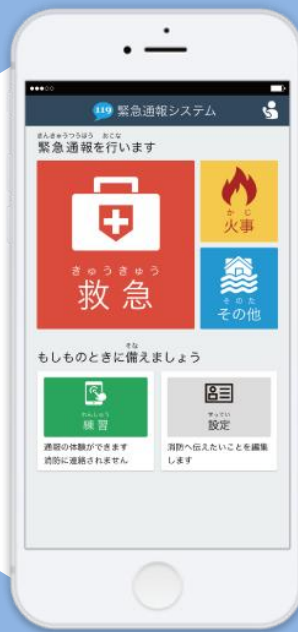 119 緊急通報システム
きんきゅうつうほう おこな
緊急通報を行います
きゅうきゅう
救急
かじ
火事
そのた
その他
そな
もしものときに備えましょう
れんしゅう
練習
通報の体験ができます
消防に連絡されません
せってい
設定
消防へ伝えたいことを編集
します